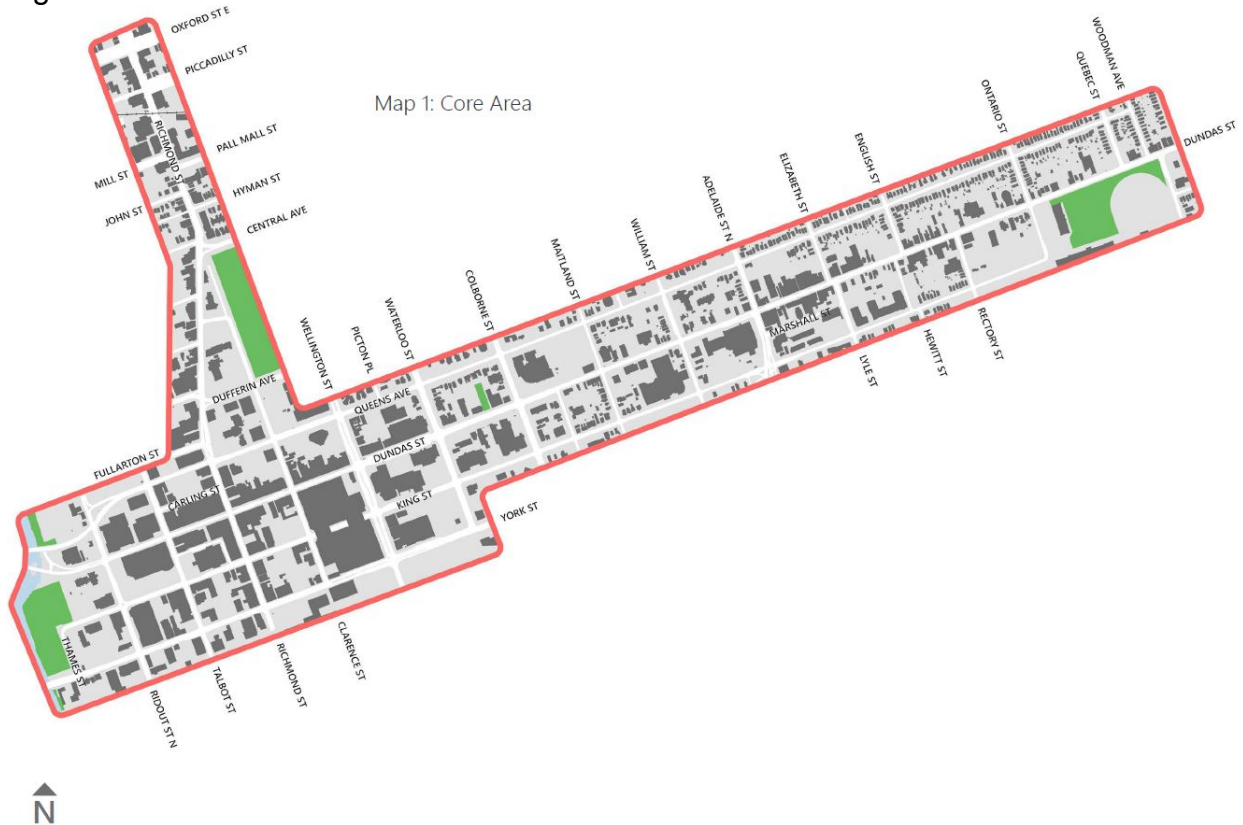 OXFORD ST E
PICCADILLY ST
Map 1: Core Area
RICHMOND ST
PALL MALL ST
MILL ST
HYMAN ST
JOHN ST
CENTRAL AVE
WOODMAN AVE
QUEBEC ST
DUNDAS ST
ONTARIO ST
ENGLISH ST
ELIZABETH ST
ADELAIDE ST N
WILLIAM ST
MAITLAND ST
COLBORNE ST
WATERLOO ST
PICTON PL
WELLINGTON ST
DUFFERIN AVE
QUEENS AVE
MARSHALL ST
LYLE ST
HEWITT ST
RECTORY ST
DUNDAS ST
FULLARTON ST
CARLING ST
KING ST
YORK ST
THAMES ST
RIDOUT ST N
TALBOT ST
RICHMOND ST
CLARENCE ST
N